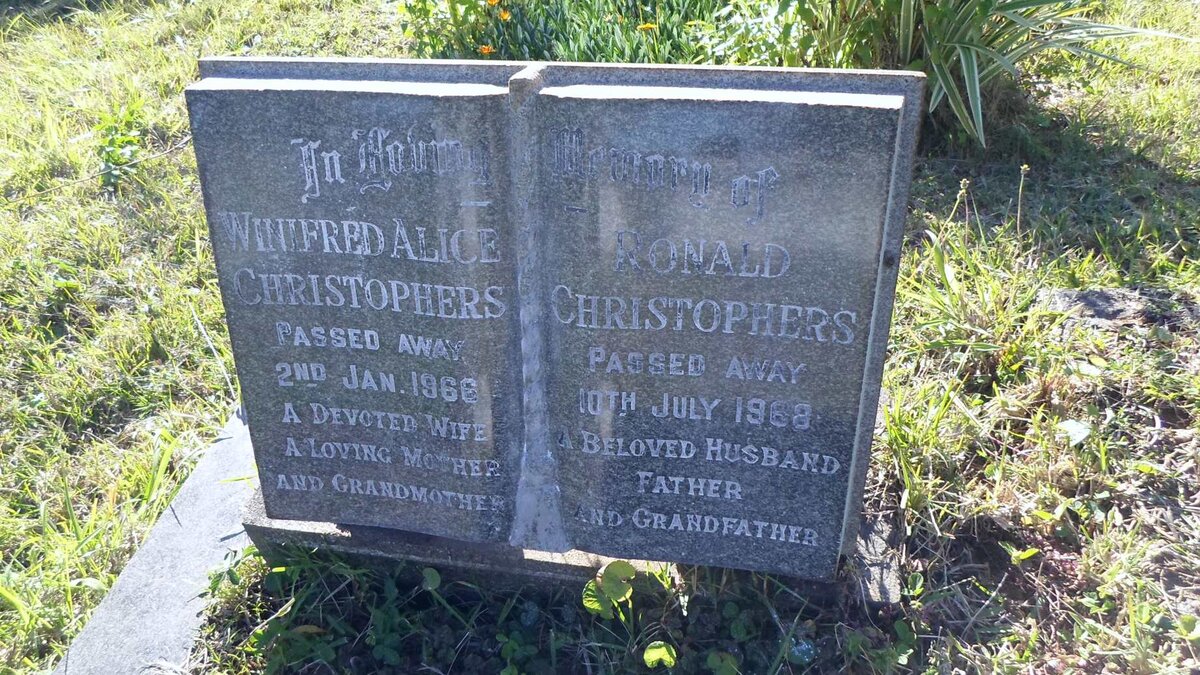 In Loving Memory of
WINIFRED ALICE
CHRISTOPHERS
PASSED AWAY
2ND JAN. 1966
A DEVOTED WIFE
A LOVING MOTHER
AND GRANDMOTHER
RONALD
CHRISTOPHERS
PASSED AWAY
10TH JULY 1968
A BELOVED HUSBAND
FATHER
AND GRANDFATHER